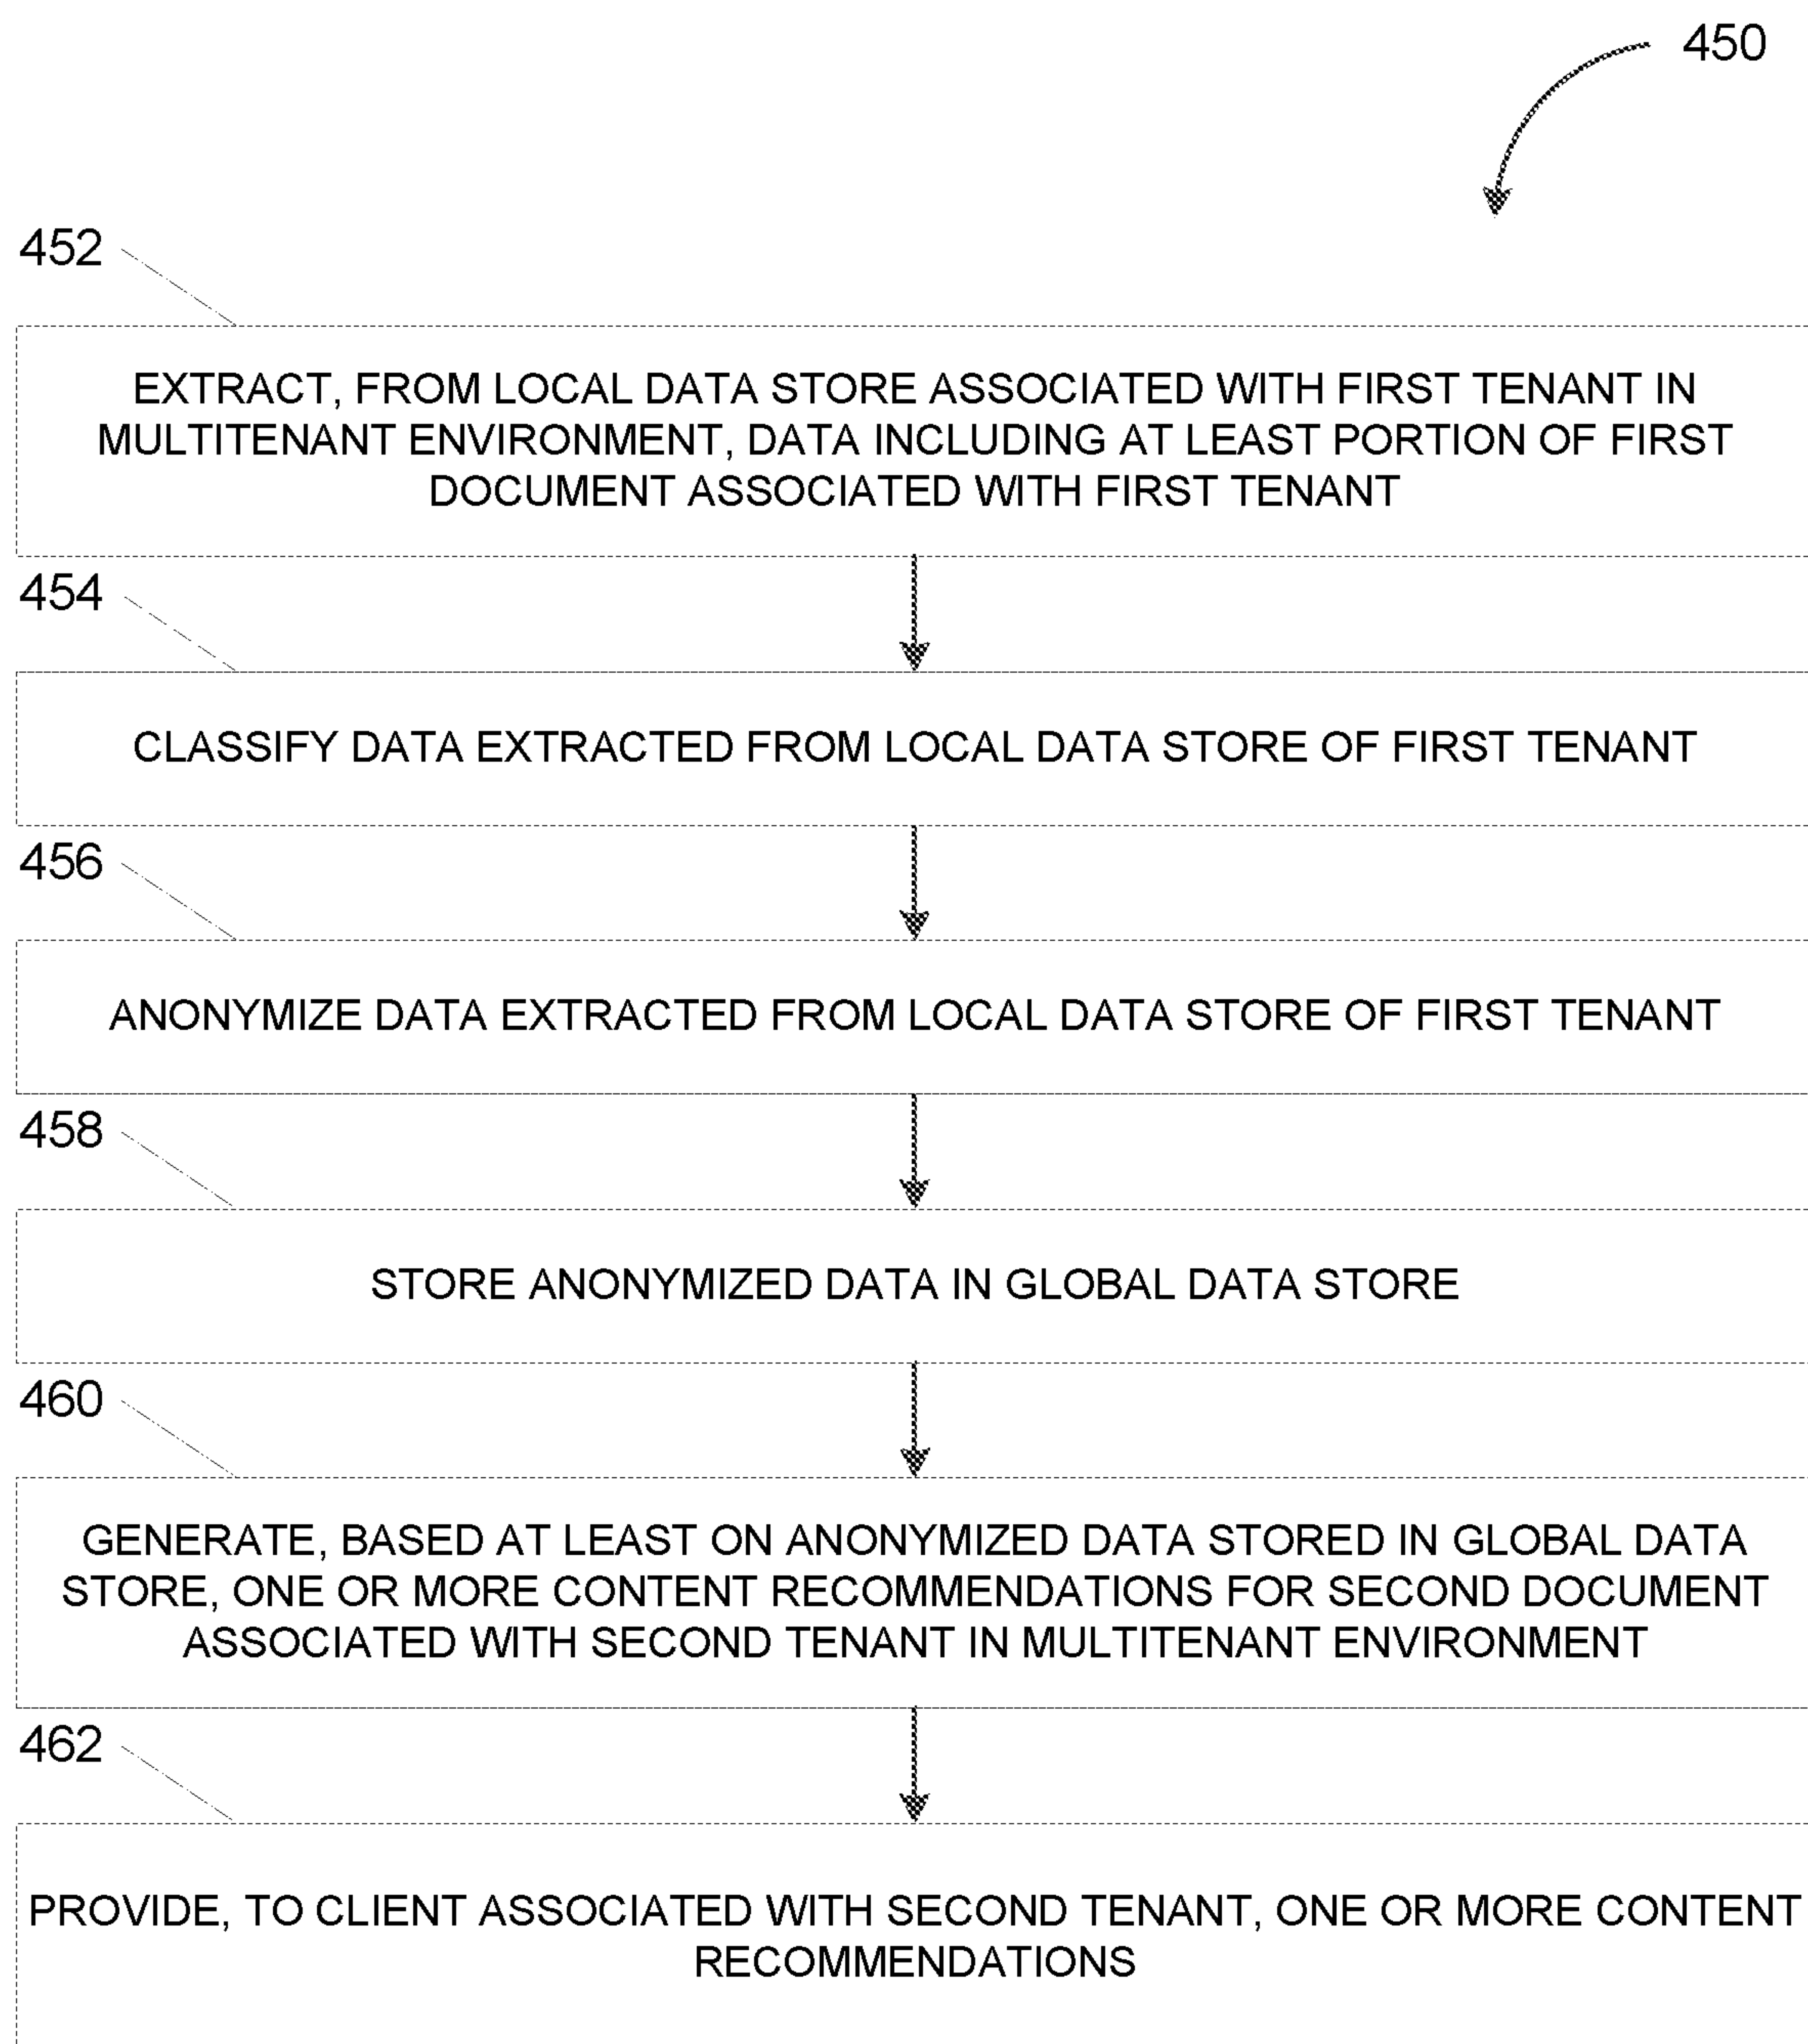 450
452
EXTRACT, FROM LOCAL DATA STORE ASSOCIATED WITH FIRST TENANT IN
MULTITENANT ENVIRONMENT, DATA INCLUDING AT LEAST PORTION OF FIRST
DOCUMENT ASSOCIATED WITH FIRST TENANT
454
CLASSIFY DATA EXTRACTED FROM LOCAL DATA STORE OF FIRST TENANT
456
ANONYMIZE DATA EXTRACTED FROM LOCAL DATA STORE OF FIRST TENANT
458
STORE ANONYMIZED DATA IN GLOBAL DATA STORE
460
GENERATE, BASED AT LEAST ON ANONYMIZED DATA STORED IN GLOBAL DATA
STORE, ONE OR MORE CONTENT RECOMMENDATIONS FOR SECOND DOCUMENT
ASSOCIATED WITH SECOND TENANT IN MULTITENANT ENVIRONMENT
462
PROVIDE, TO CLIENT ASSOCIATED WITH SECOND TENANT, ONE OR MORE CONTENT
RECOMMENDATIONS